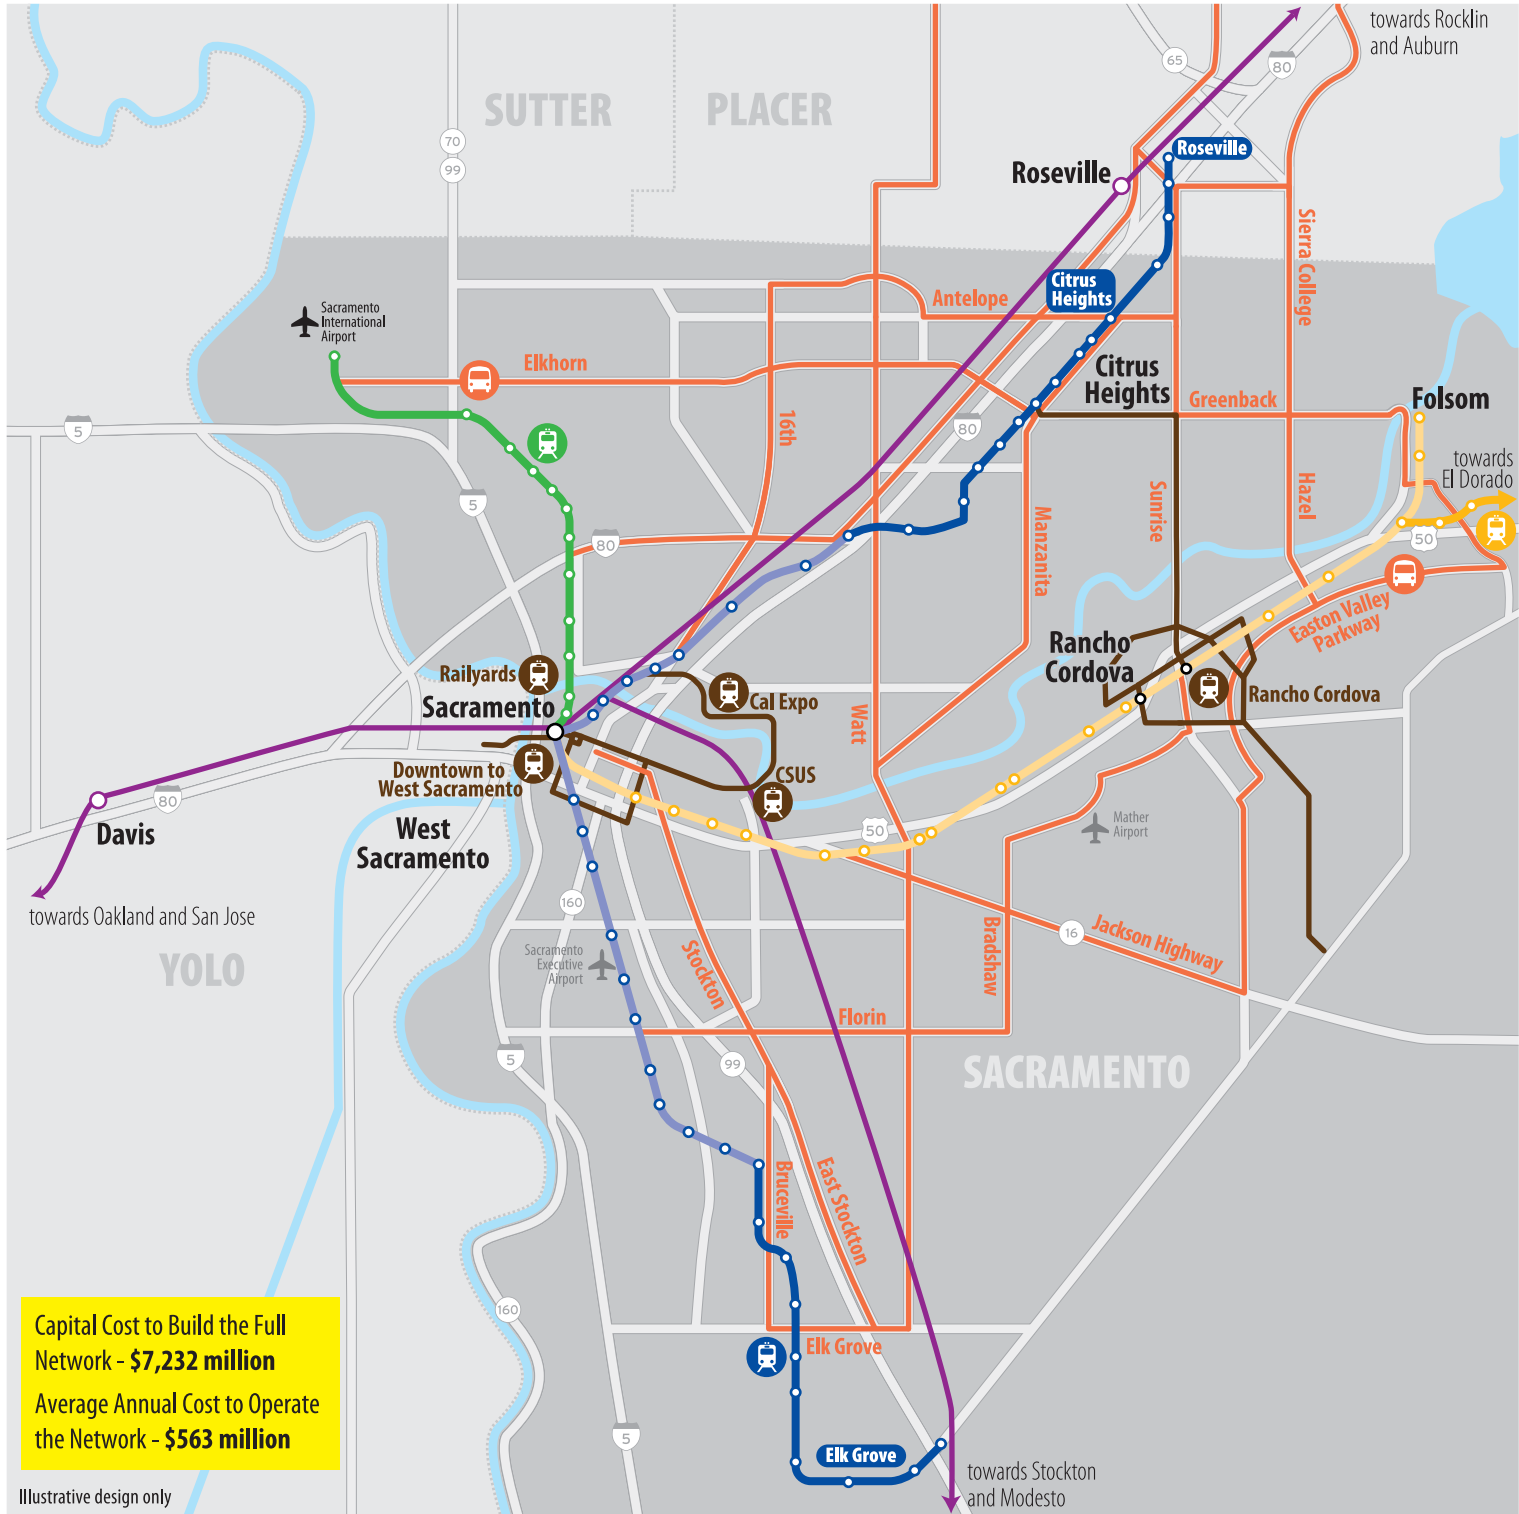 towards Rocklin
and Auburn
65
80
SUTTER
PLACER
70
99
Roseville
Roseville
Sierra College
Citrus
Heights
Antelope
Sacramento
International
Airport
Elkhorn
Citrus
Heights
Greenback
Folsom
16th
80
5
towards
El Dorado
Hazel
Sunrise
Manzanita
5
80
50
Easton Valley
Parkway
Rancho
Cordova
Railyards
Sacramento
Cal Expo
Rancho Cordova
Watt
Downtown to
West Sacramento
CSUS
80
Davis
West
Sacramento
50
Mather
Airport
160
towards Oakland and San Jose
YOLO
Sacramento
Executive
Airport
Stockton
Bradshaw
16
Jackson Highway
Florin
5
99
SACRAMENTO
Bruceville
East Stockton
160
Elk Grove
Capital Cost to Build the Full
Network - $7,232 million
Average Annual Cost to Operate
the Network - $563 million
5
Elk Grove
towards Stockton
and Modesto
Illustrative design only